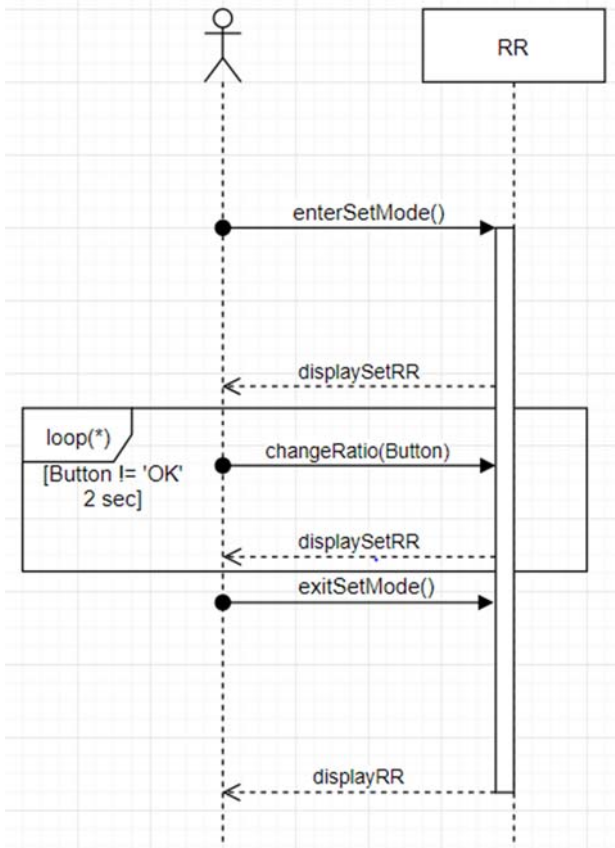 RR
enterSetMode()
displaySetRR
loop(*)
[Button != 'OK'
2 sec]
changeRatio(Button)
displaySetRR
exitSetMode()
displayRR